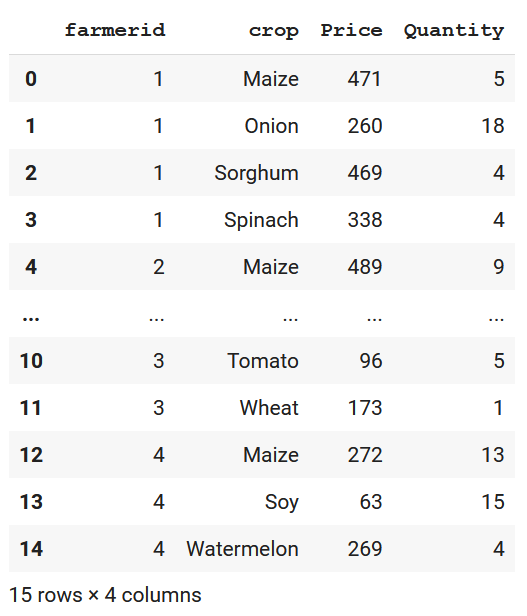 farmerid crop Price Quantity
0 1 Maize 471 5
1 1 Onion 260 18
2 1 Sorghum 469 4
3 1 Spinach 338 4
4 2 Maize 489 9
... ... ... ... ...
10 3 Tomato 96 5
11 3 Wheat 173 1
12 4 Maize 272 13
13 4 Soy 63 15
14 4 Watermelon 269 4
15 rows × 4 columns